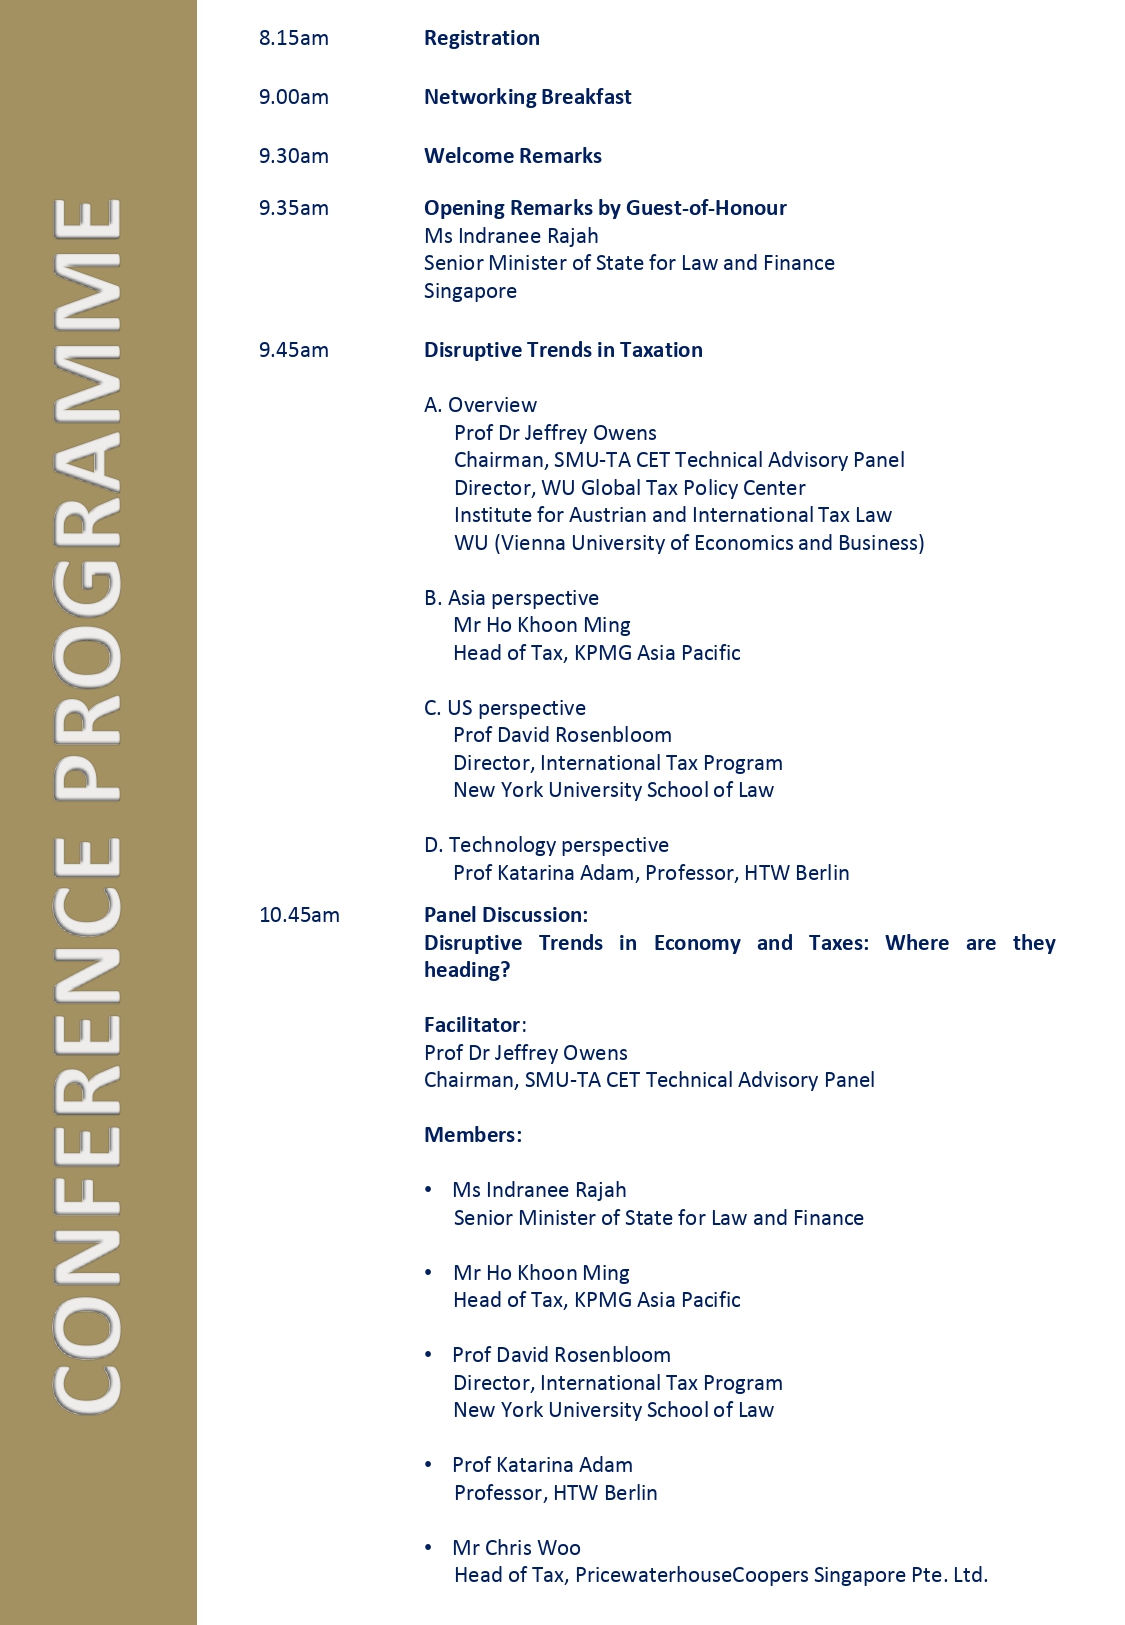 CONFERENCE PROGRAMME
8.15am Registration
9.00am Networking Breakfast
9.30am Welcome Remarks
9.35am Opening Remarks by Guest-of-Honour
Ms Indranee Rajah
Senior Minister of State for Law and Finance
Singapore
9.45am Disruptive Trends in Taxation
A. Overview
Prof Dr Jeffrey Owens
Chairman, SMU-TA CET Technical Advisory Panel
Director, WU Global Tax Policy Center
Institute for Austrian and International Tax Law
WU (Vienna University of Economics and Business)
B. Asia perspective
Mr Ho Khoon Ming
Head of Tax, KPMG Asia Pacific
C. US perspective
Prof David Rosenbloom
Director, International Tax Program
New York University School of Law
D. Technology perspective
Prof Katarina Adam, Professor, HTW Berlin
10.45am Panel Discussion:
Disruptive Trends in Economy and Taxes: Where are they
heading?
Facilitator:
Prof Dr Jeffrey Owens
Chairman, SMU-TA CET Technical Advisory Panel
Members:
• Ms Indranee Rajah
Senior Minister of State for Law and Finance
• Mr Ho Khoon Ming
Head of Tax, KPMG Asia Pacific
• Prof David Rosenbloom
Director, International Tax Program
New York University School of Law
• Prof Katarina Adam
Professor, HTW Berlin
• Mr Chris Woo
Head of Tax, PricewaterhouseCoopers Singapore Pte. Ltd.